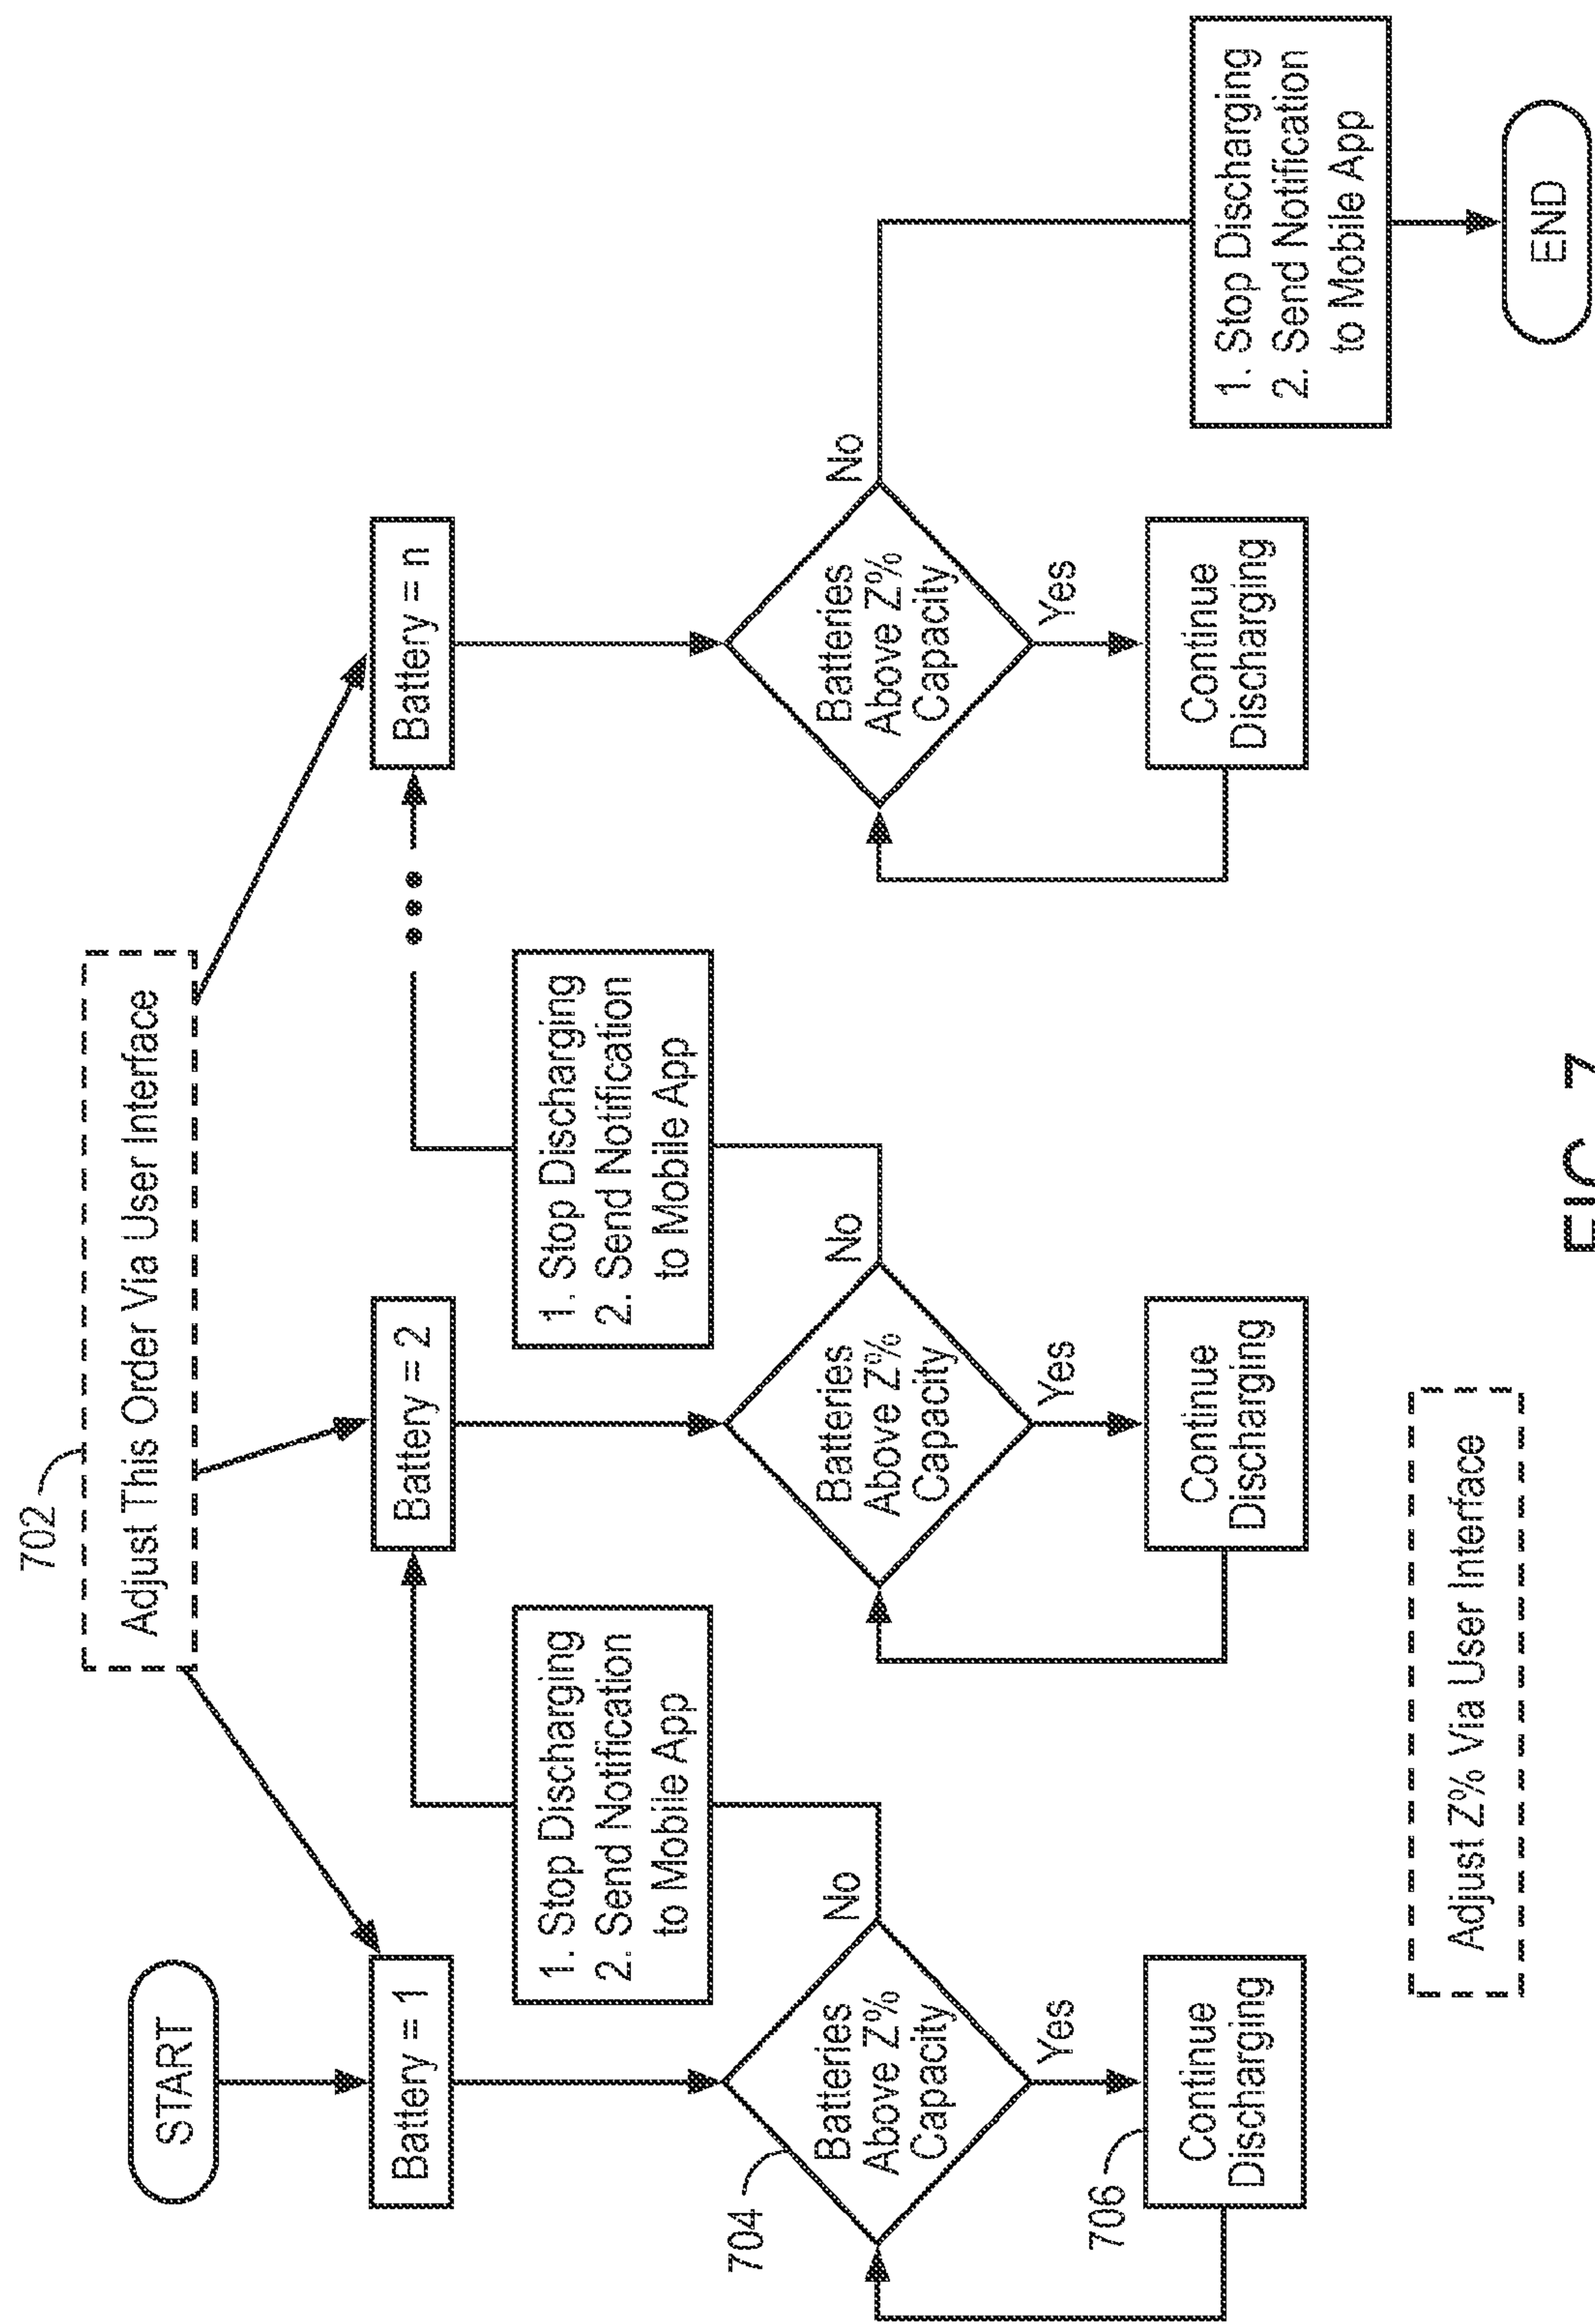 702
Adjust This Order Via User Interface
START
Battery = 1
Battery = 2
Battery = n
1. Stop Discharging
2. Send Notification
to Mobile App
1. Stop Discharging
2. Send Notification
to Mobile App
704
Batteries
Above Z%
Capacity
No
Yes
Batteries
Above Z%
Capacity
No
Yes
Batteries
Above Z%
Capacity
No
Yes
706
Continue
Discharging
Continue
Discharging
Continue
Discharging
1. Stop Discharging
2. Send Notification
to Mobile App
END
Adjust Z% Via User Interface
FIG. 7